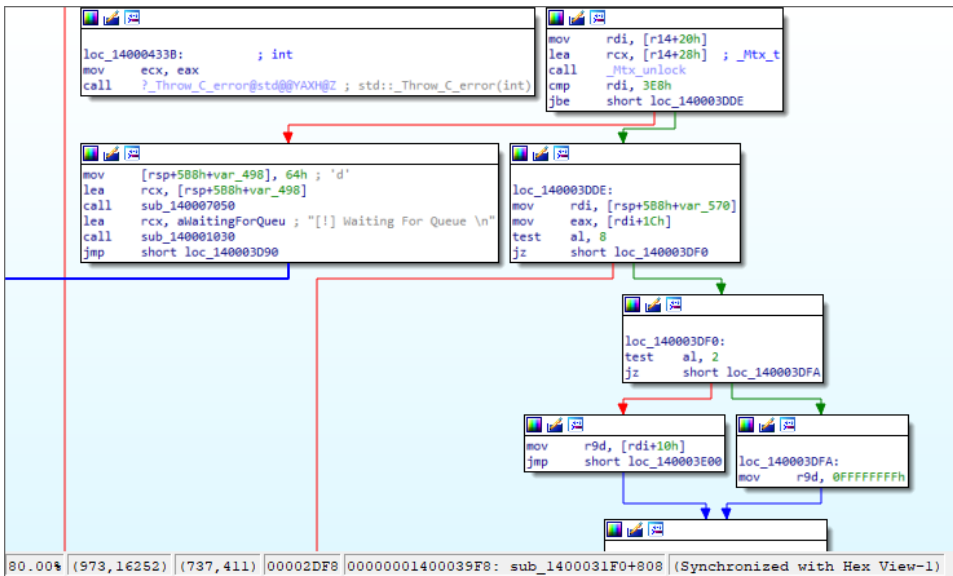 loc_14000433B: ; int
mov ecx, eax
call ?_Throw_C_error@std@@YAXH@Z ; std::_Throw_C_error(int)
mov rdi, [r14+20h]
lea rcx, [r14+28h] ; _Mtx_t
call _Mtx_unlock
cmp rdi, 3E8h
jbe short loc_140003DDE
mov [rsp+5B8h+var_498], 64h ; 'd'
lea rcx, [rsp+5B8h+var_498]
call sub_140007050
lea rcx, aWaitingForQueu ; "[!] Waiting For Queue \n"
call sub_140001030
jmp short loc_140003D90
loc_140003DDE:
mov rdi, [rsp+5B8h+var_570]
mov eax, [rdi+1Ch]
test al, 8
jz short loc_140003DF0
loc_140003DF0:
test al, 2
jz short loc_140003DFA
mov r9d, [rdi+10h]
jmp short loc_140003E00
loc_140003DFA:
mov r9d, 0FFFFFFFFh
80.00% (973,16252) (737,411) 00002DF8 00000001400039F8: sub_1400031F0+808 (Synchronized with Hex View-1)